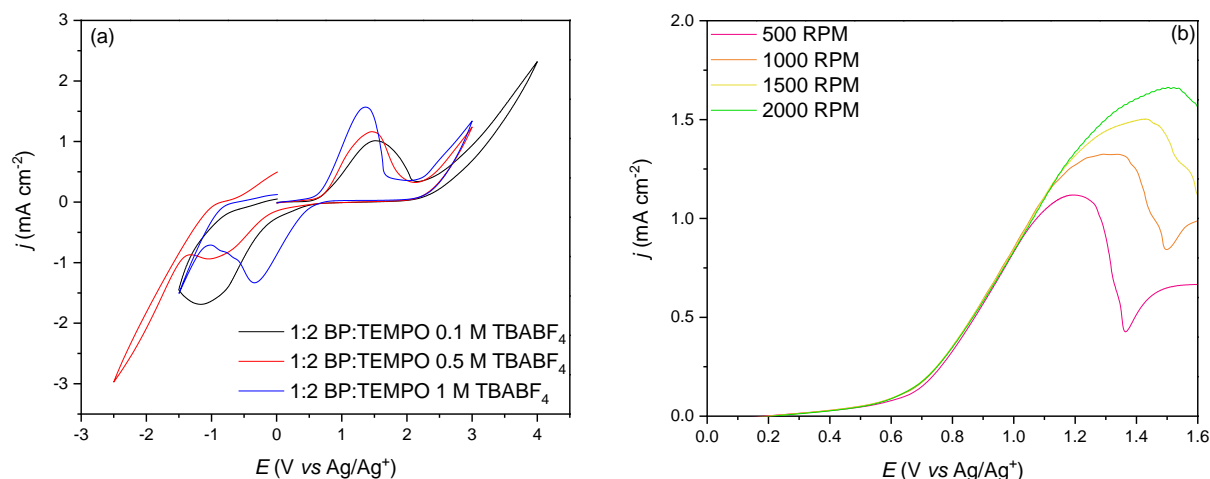 (a)
3
2
1
0
-1
-2
-3
j (mA cm-2)
1:2 BP:TEMPO 0.1 M TBABF4
1:2 BP:TEMPO 0.5 M TBABF4
1:2 BP:TEMPO 1 M TBABF4
-3 -2 -1 0 1 2 3 4
E (V vs Ag/Ag+)
(b)
500 RPM
1000 RPM
1500 RPM
2000 RPM
2.0
1.5
1.0
0.5
0.0
j (mA cm-2)
0.0 0.2 0.4 0.6 0.8 1.0 1.2 1.4 1.6
E (V vs Ag/Ag+)